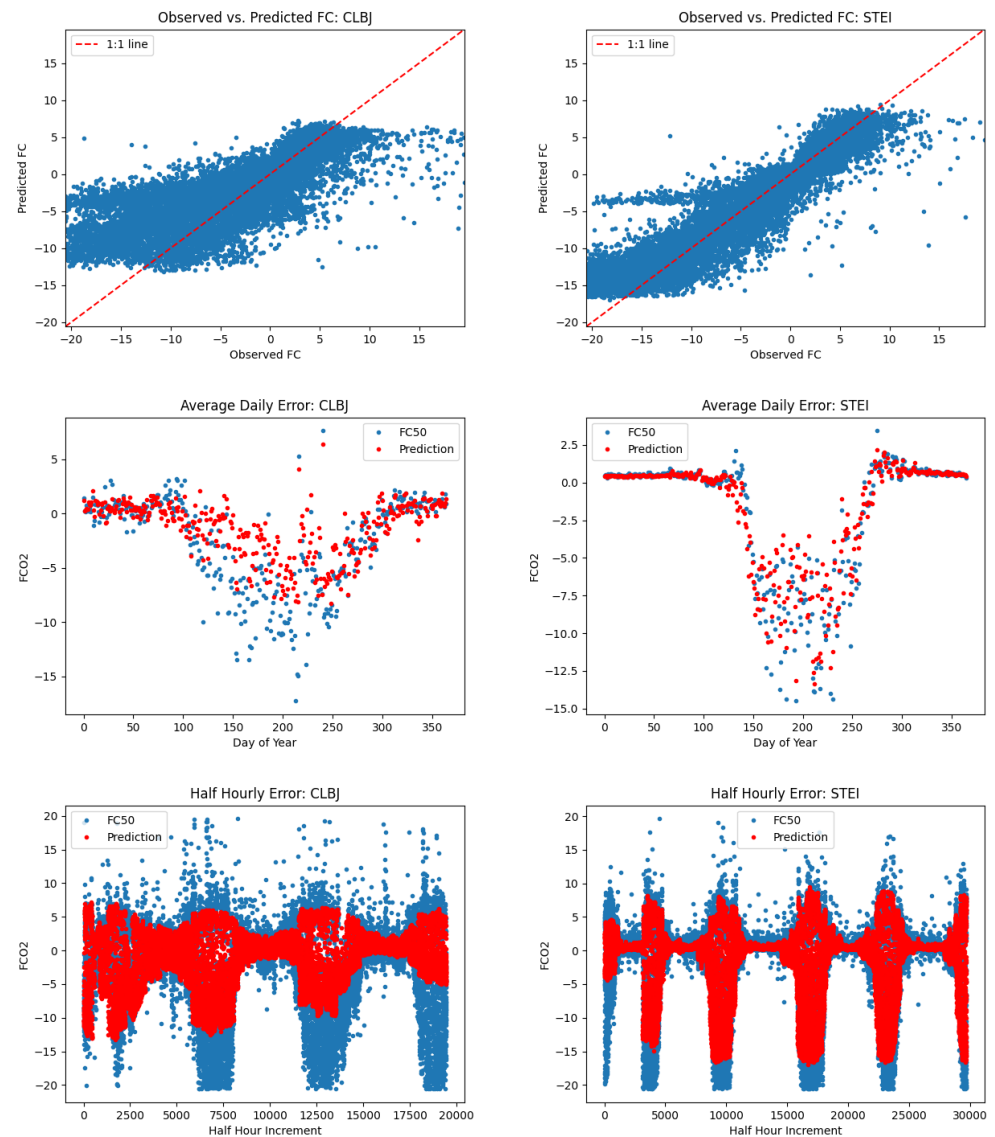 Observed vs. Predicted FC: CLBJ
1:1 line
Predicted FC
15
10
5
0
−5
−10
−15
−20
−20 −15 −10 −5 0 5 10 15
Observed FC
Observed vs. Predicted FC: STEI
1:1 line
Predicted FC
15
10
5
0
−5
−10
−15
−20
−20 −15 −10 −5 0 5 10 15
Observed FC
Average Daily Error: CLBJ
FC50
Prediction
FCO2
5
0
−5
−10
−15
0 50 100 150 200 250 300 350
Day of Year
Average Daily Error: STEI
FC50
Prediction
FCO2
2.5
0.0
−2.5
−5.0
−7.5
−10.0
−12.5
−15.0
0 50 100 150 200 250 300 350
Day of Year
Half Hourly Error: CLBJ
FC50
Prediction
FCO2
20
15
10
5
0
−5
−10
−15
−20
0 2500 5000 7500 10000 12500 15000 17500 20000
Half Hour Increment
Half Hourly Error: STEI
FC50
Prediction
FCO2
20
15
10
5
0
−5
−10
−15
−20
0 5000 10000 15000 20000 25000 30000
Half Hour Increment